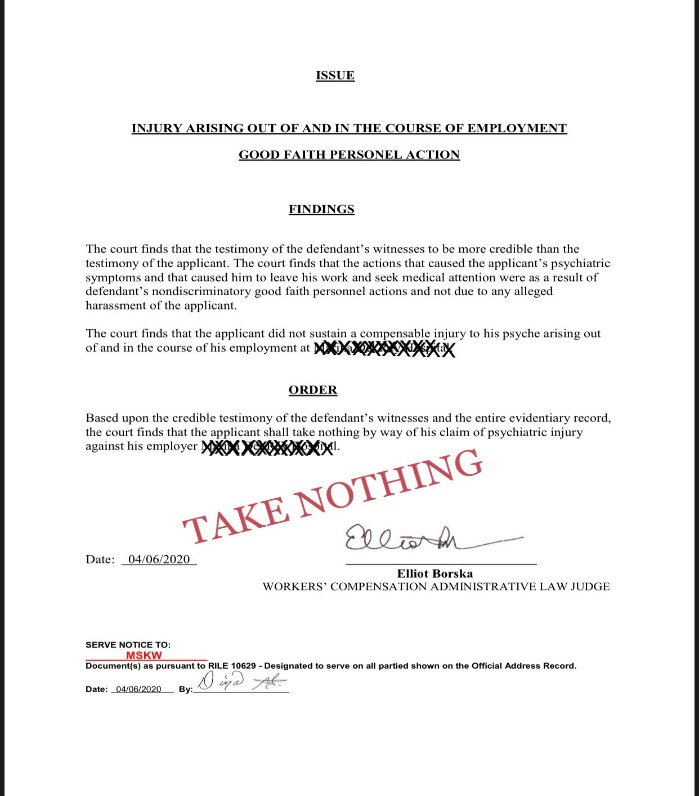 ISSUE
INJURY ARISING OUT OF AND IN THE COURSE OF EMPLOYMENT
GOOD FAITH PERSONEL ACTION
FINDINGS
The court finds that the testimony of the defendant's witnesses to be more credible than the
testimony of the applicant. The court finds that the actions that caused the applicant's psychiatric
symptoms and that caused him to leave his work and seek medical attention were as a result of
defendant's nondiscriminatory good faith personnel actions and not due to any alleged
harassment of the applicant.
The court finds that the applicant did not sustain a compensable injury to his psyche arising out
of and in the course of his employment at
ORDER
Based upon the credible testimony of the defendant's witnesses and the entire evidentiary record,
the court finds that the applicant shall take nothing by way of his claim of psychiatric injury
against his employer
TAKE NOTHING
Date: 04/06/2020
Elliot Borska
WORKERS' COMPENSATION ADMINISTRATIVE LAW JUDGE
SERVE NOTICE TO:
MSKW
Document(s) as pursuant to RILE 10629 - Designated to serve on all partied shown on the Official Address Record.
Date: 04/06/2020 By: